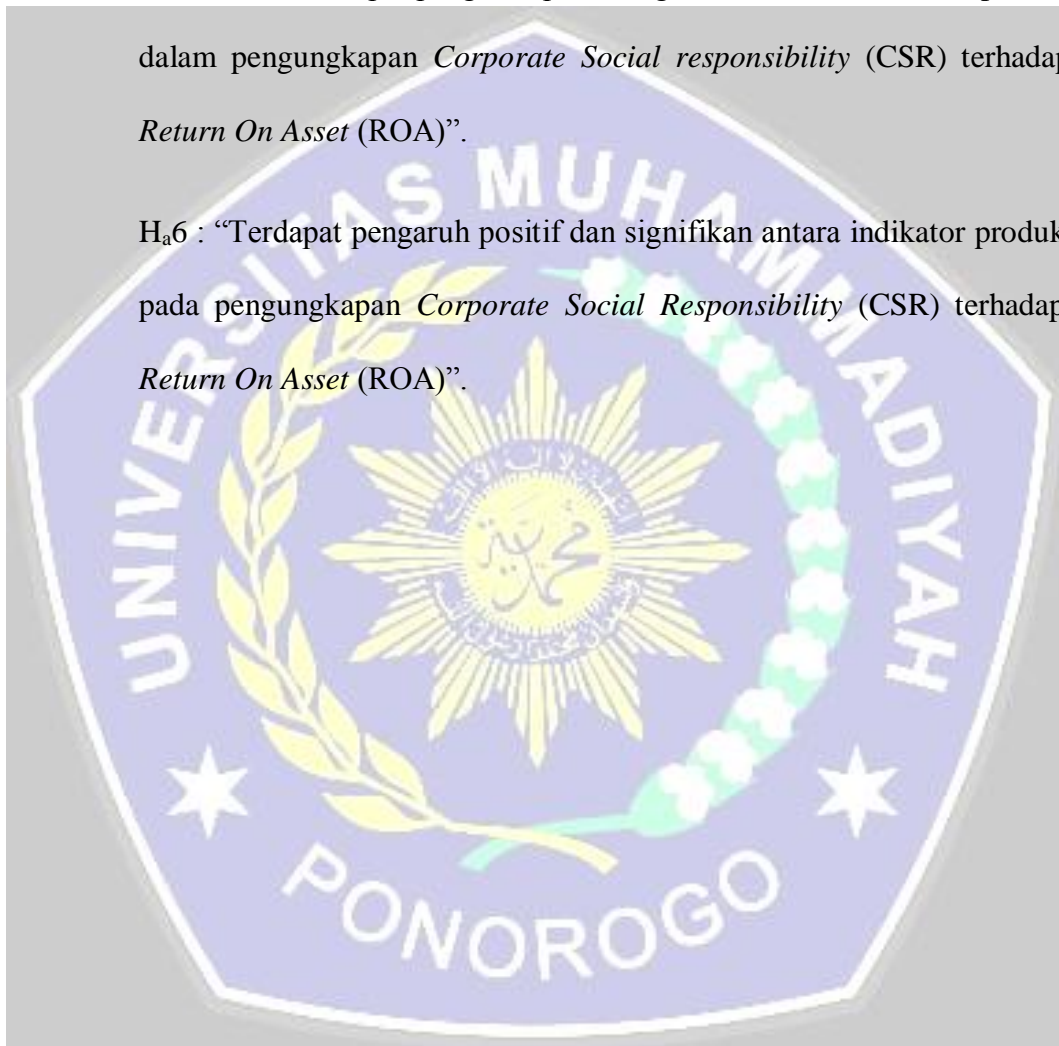 dalam pengungkapan Corporate Social responsibility (CSR) terhadap
Return On Asset (ROA)”.
Ha6 : “Terdapat pengaruh positif dan signifikan antara indikator produk
pada pengungkapan Corporate Social Responsibility (CSR) terhadap
Return On Asset (ROA)”.
UNIVERSITAS MUHAMMADIYAH
PONOROGO
محمد